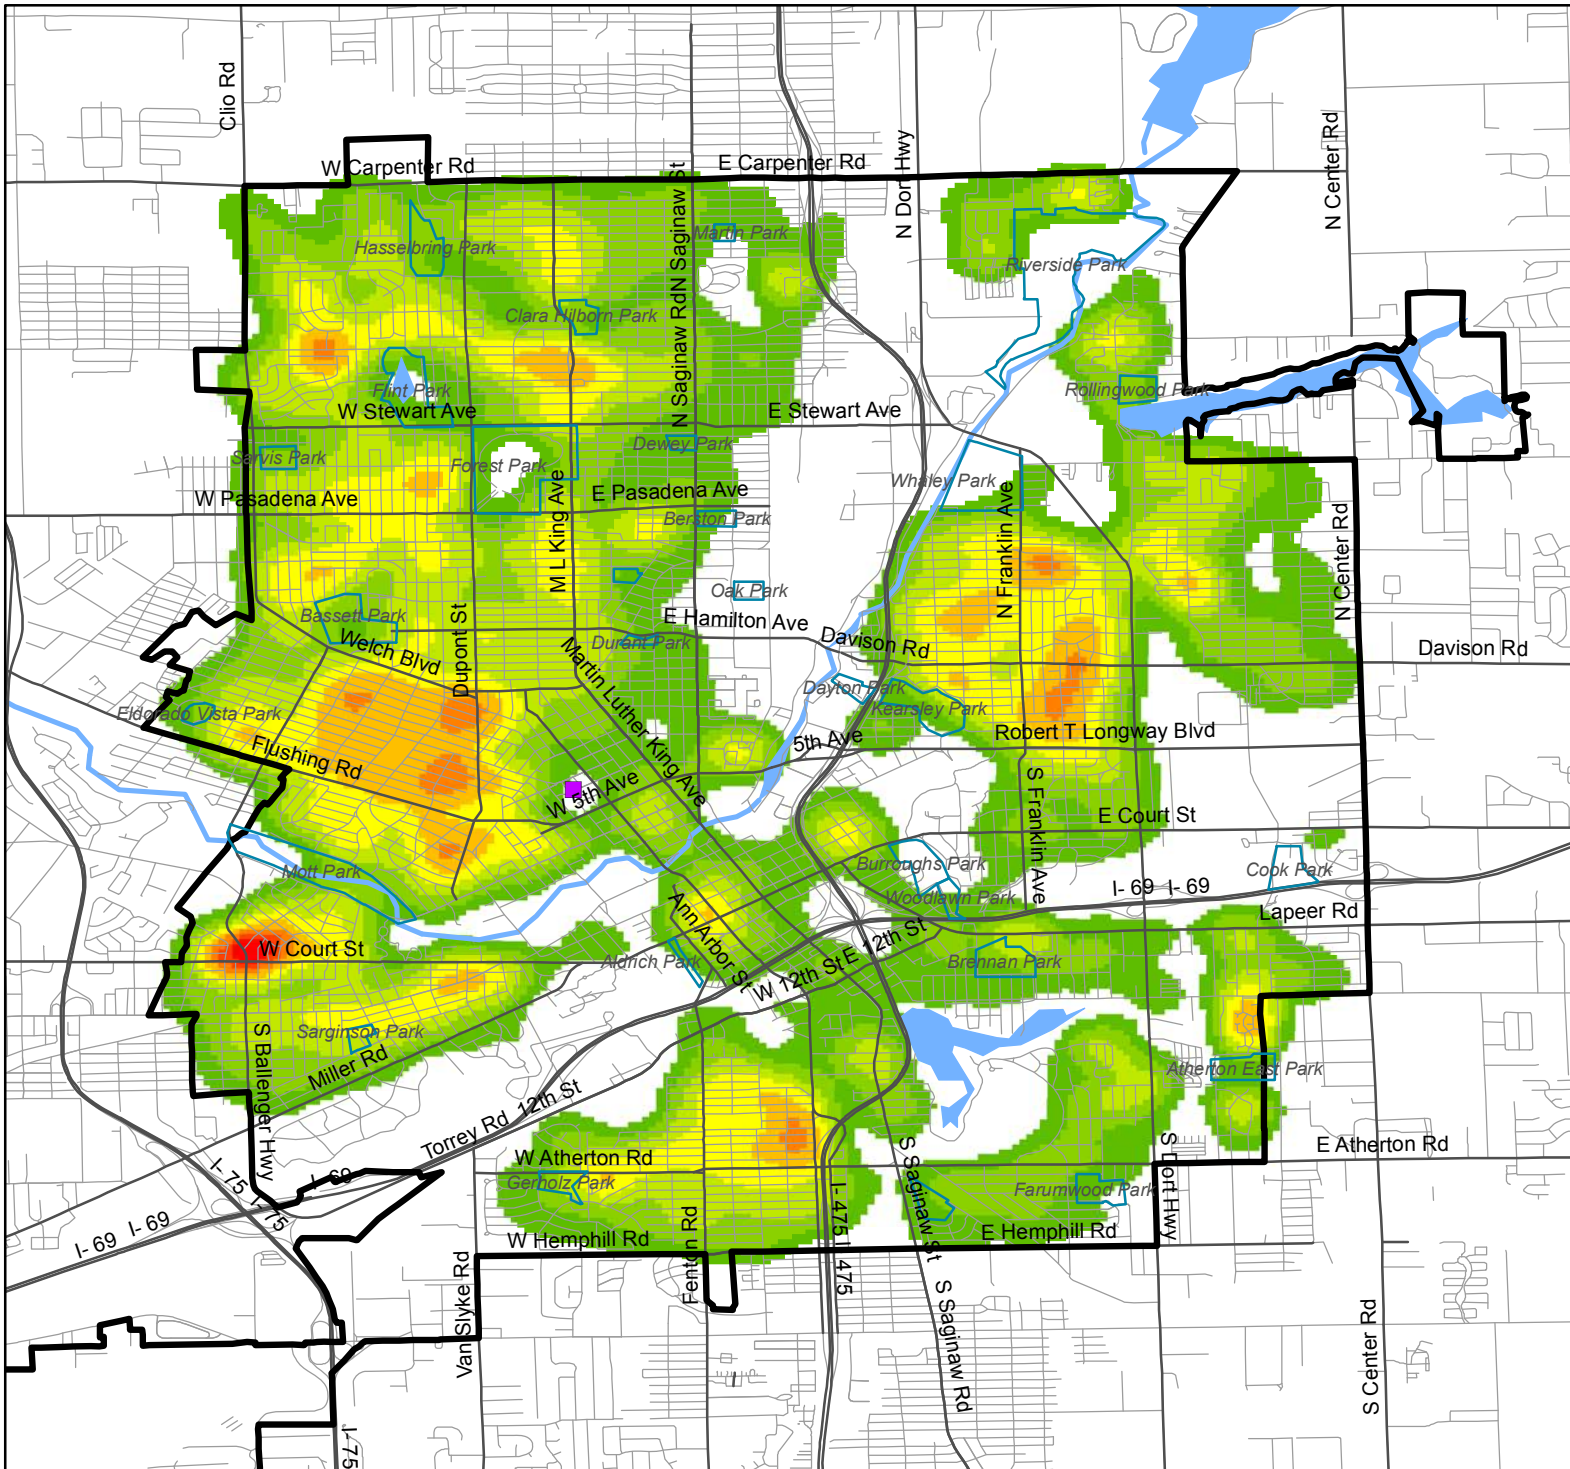 Clio Rd
W Carpenter Rd
E Carpenter Rd
N Dort Hwy
N Center Rd
N Saginaw St
Martin Park
Hasselbring Park
Riverside Park
Clara Hilborn Park
N Saginaw Rd
Flint Park
Rollingwood Park
W Stewart Ave
E Stewart Ave
Dewey Park
Sarvis Park
Forest Park
Whaley Park
W Pasadena Ave
E Pasadena Ave
Berston Park
M L King Ave
N Franklin Ave
N Center Rd
Oak Park
Bassett Park
E Hamilton Ave
Welch Blvd
Durant Park
Davison Rd
Davison Rd
Dupont St
Martin Luther King Ave
Dayton Park
Kearsley Park
Eldorado Vista Park
Flushing Rd
5th Ave
Robert T Longway Blvd
W 5th Ave
S Franklin Ave
E Court St
Mott Park
Burroughs Park
Cook Park
Woodlawn Park
I- 69
I- 69
Lapeer Rd
Ann Arbor St
W Court St
E 12th St
Aldrich Park
W 12th St
Brennan Park
Sarginson Park
Miller Rd
S Ballenger Hwy
Atherton East Park
12th St
Torrey Rd
W Atherton Rd
E Atherton Rd
S Dort Hwy
S Saginaw St
I- 69
I- 75
I- 75
Gerholz Park
Farumwood Park
I- 69
I- 69
W Hemphill Rd
E Hemphill Rd
I-475
I- 475
Fenton Rd
Van Slyke Rd
S Saginaw Rd
S Center Rd
I-75